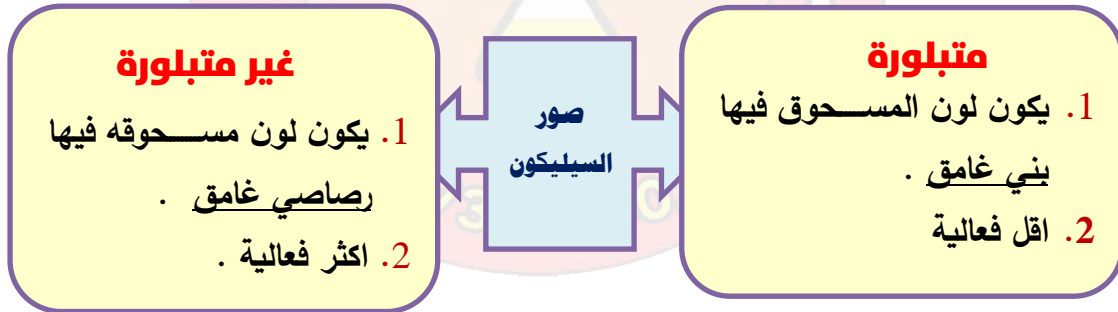 متبلورة
1. يكون لون المســـحوق فيها
بني غامق .
2. اقل فعالية
صور
السيليكون
غير متبلورة
1. يكون لون مســـحوقه فيها
رصاصي غامق .
2. اكثر فعالية .